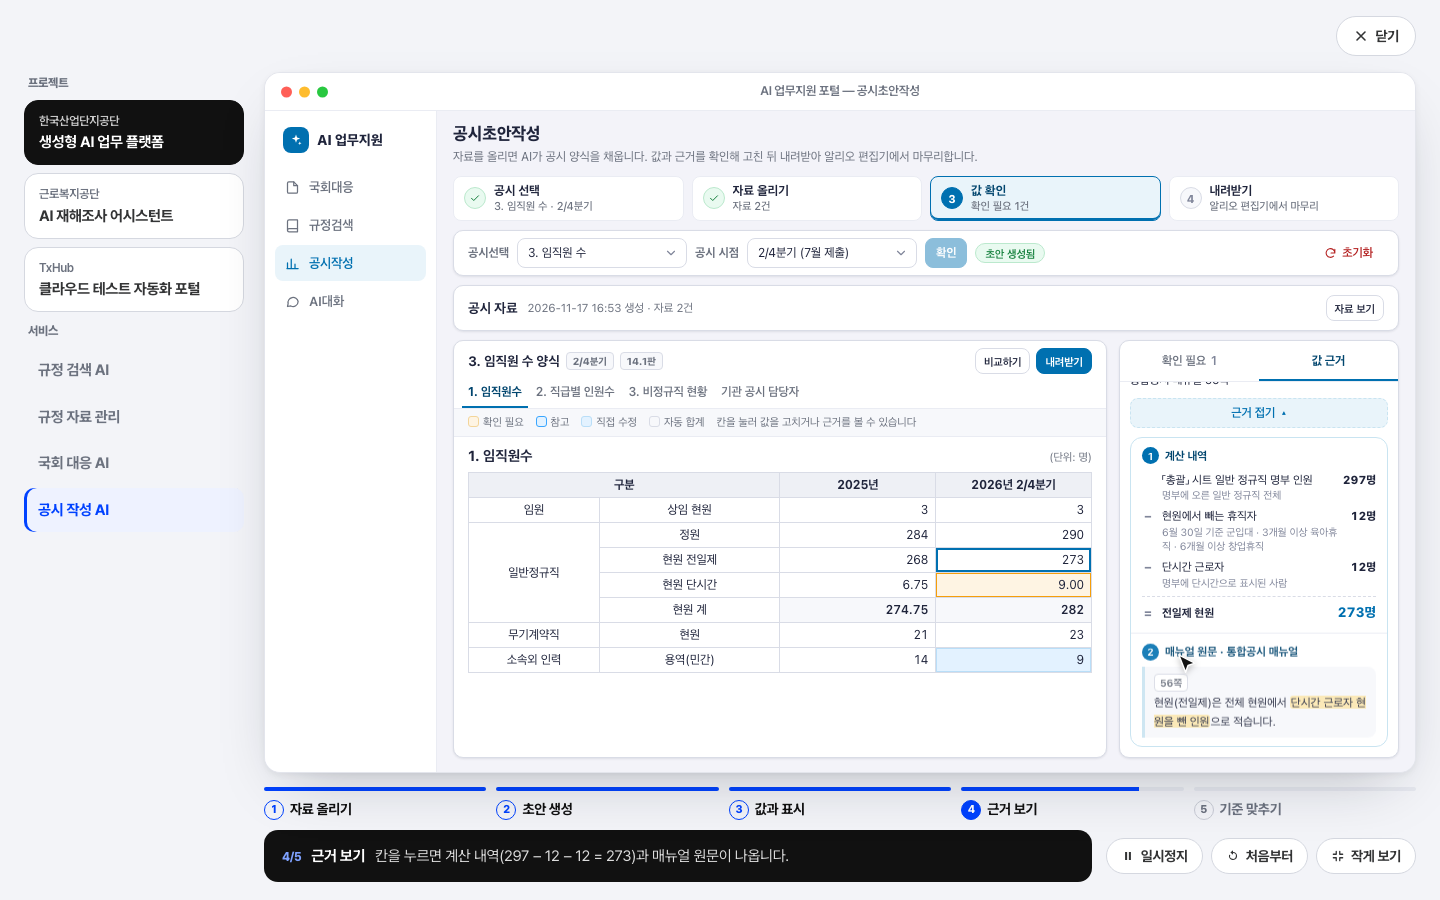 닫기
프로젝트
한국산업단지공단
생성형 AI 업무 플랫폼
근로복지공단
AI 재해조사 어시스턴트
TxHub
클라우드 테스트 자동화 포털
서비스
규정 검색 AI
규정 자료 관리
국회 대응 AI
공시 작성 AI
AI 업무지원 포털 — 공시초안작성
AI 업무지원
국회대응
규정검색
공시작성
AI대화
공시초안작성
자료를 올리면 AI가 공시 양식을 채웁니다. 값과 근거를 확인해 고친 뒤 내려받아 알리오 편집기에서 마무리합니다.
공시 선택
3. 임직원 수 · 2/4분기
자료 올리기
자료 2건
3 값 확인
확인 필요 1건
4 내려받기
알리오 편집기에서 마무리
공시선택 3. 임직원 수 공시 시점 2/4분기 (7월 제출) 확인 초안 생성됨 초기화
공시 자료 2026-11-17 16:53 생성 · 자료 2건 자료 보기
3. 임직원 수 양식 2/4분기 14.1판 비교하기 내려받기
1. 임직원수 2. 직급별 인원수 3. 비정규직 현황 기관 공시 담당자
확인 필요 참고 직접 수정 자동 합계 칸을 눌러 값을 고치거나 근거를 볼 수 있습니다
1. 임직원수 (단위: 명)
구분 2025년 2026년 2/4분기
임원 상임 현원 3 3
일반정규직 정원 284 290
현원 전일제 268 273
현원 단시간 6.75 9.00
현원 계 274.75 282
무기계약직 현원 21 23
소속외 인력 용역(민간) 14 9
확인 필요 1 값 근거
근거 접기 ▲
1 계산 내역
「총괄」 시트 일반 정규직 명부 인원 297명
명부에 오른 일반 정규직 전체
− 현원에서 빼는 휴직자 12명
6월 30일 기준 군입대 · 3개월 이상 육아휴
직 · 6개월 이상 창업휴직
− 단시간 근로자 12명
명부에 단시간으로 표시된 사람
= 전일제 현원 273명
2 매뉴얼 원문 · 통합공시 매뉴얼
56쪽
현원(전일제)은 전체 현원에서 단시간 근로자 현
원을 뺀 인원으로 적습니다.
1 자료 올리기
2 초안 생성
3 값과 표시
4 근거 보기
5 기준 맞추기
4/5 근거 보기 칸을 누르면 계산 내역(297 − 12 − 12 = 273)과 매뉴얼 원문이 나옵니다.
일시정지
처음부터
작게 보기